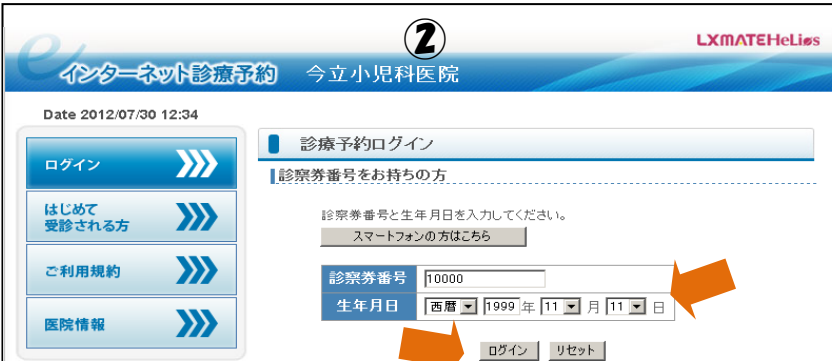 ②
LXMATEHeLiøs
e インターネット診療予約 今立小児科医院
Date 2012/07/30 12:34
ログイン
はじめて
受診される方
ご利用規約
医院情報
診療予約ログイン
診察券番号をお持ちの方
診察券番号と生年月日を入力してください。
スマートフォンの方はこちら
診察券番号 10000
生年月日 西暦 1999 年 11 月 11 日
ログイン リセット